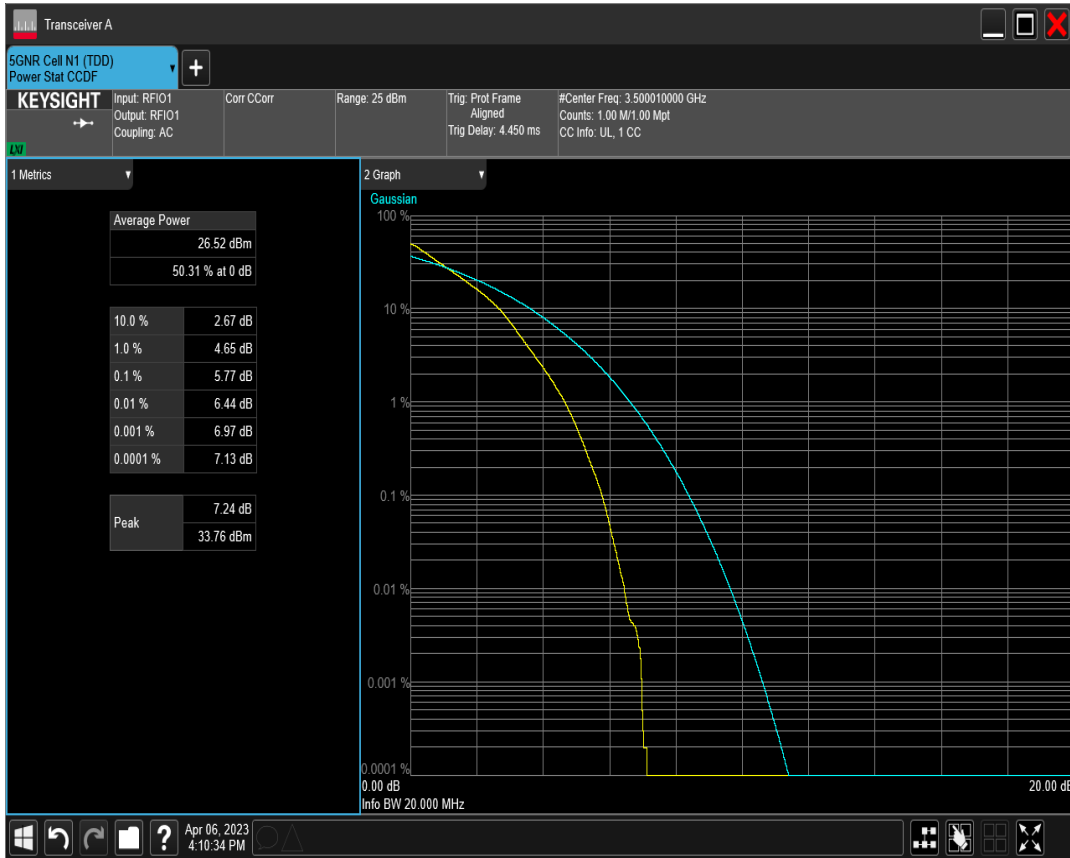 Transceiver A
5GNR Cell N1 (TDD)
Power Stat CCDF
+
KEYSIGHT
LXI
Input: RFIO1
Output: RFIO1
Coupling: AC
Corr CCorr
Range: 25 dBm
Trig: Prot Frame
Aligned
Trig Delay: 4.450 ms
#Center Freq: 3.500010000 GHz
Counts: 1.00 M/1.00 Mpt
CC Info: UL, 1 CC
1 Metrics
Average Power
26.52 dBm
50.31 % at 0 dB
10.0 % 2.67 dB
1.0 % 4.65 dB
0.1 % 5.77 dB
0.01 % 6.44 dB
0.001 % 6.97 dB
0.0001 % 7.13 dB
Peak
7.24 dB
33.76 dBm
2 Graph
Gaussian
100 %
10 %
1 %
0.1 %
0.01 %
0.001 %
0.0001 %
0.00 dB 20.00 dB
Info BW 20.000 MHz
?
Apr 06, 2023
4:10:34 PM